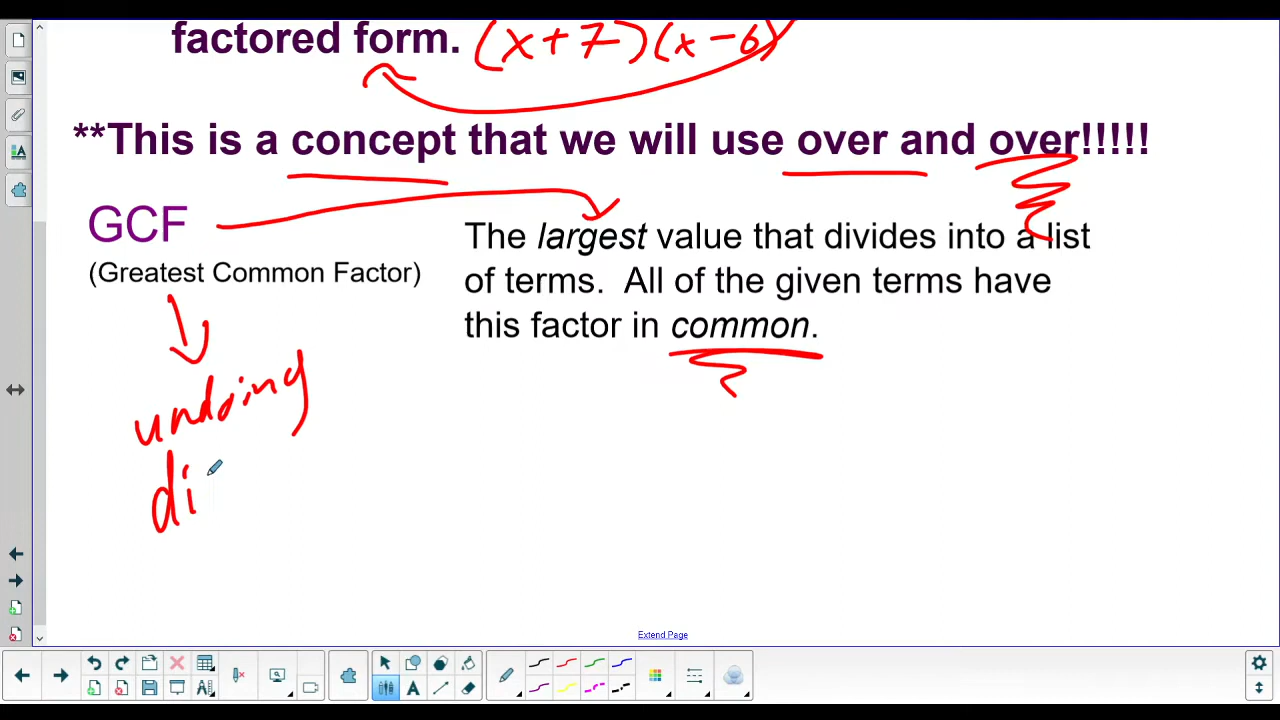 factored form. (x+7)(x-6)
**This is a concept that we will use over and over!!!!!
GCF
(Greatest Common Factor)
The largest value that divides into a list
of terms. All of the given terms have
this factor in common.
undoing
di
Extend Page